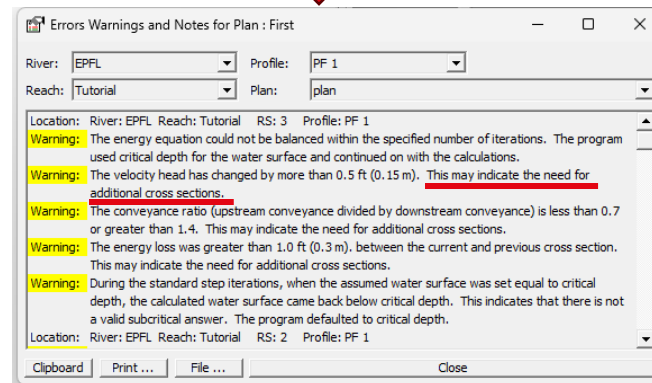 Errors Warnings and Notes for Plan : First
River: EPFL Profile: PF 1
Reach: Tutorial Plan: plan
Location: River: EPFL Reach: Tutorial RS: 3 Profile: PF 1
Warning: The energy equation could not be balanced within the specified number of iterations. The program
used critical depth for the water surface and continued on with the calculations.
Warning: The velocity head has changed by more than 0.5 ft (0.15 m). This may indicate the need for
additional cross sections.
Warning: The conveyance ratio (upstream conveyance divided by downstream conveyance) is less than 0.7
or greater than 1.4. This may indicate the need for additional cross sections.
Warning: The energy loss was greater than 1.0 ft (0.3 m). between the current and previous cross section.
This may indicate the need for additional cross sections.
Warning: During the standard step iterations, when the assumed water surface was set equal to critical
depth, the calculated water surface came back below critical depth. This indicates that there is not
a valid subcritical answer. The program defaulted to critical depth.
Location: River: EPFL Reach: Tutorial RS: 2 Profile: PF 1
Clipboard Print ... File ... Close